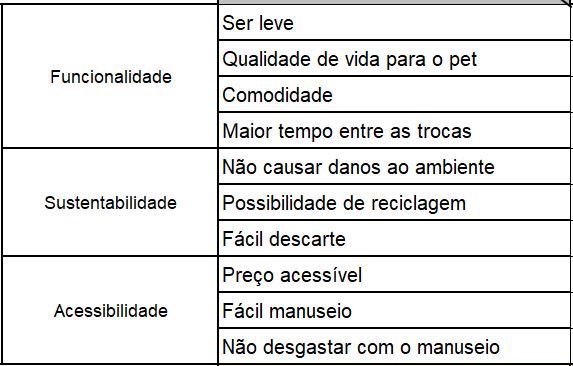 Funcionalidade
Ser leve
Qualidade de vida para o pet
Comodidade
Maior tempo entre as trocas
Sustentabilidade
Não causar danos ao ambiente
Possibilidade de reciclagem
Fácil descarte
Acessibilidade
Preço acessível
Fácil manuseio
Não desgastar com o manuseio